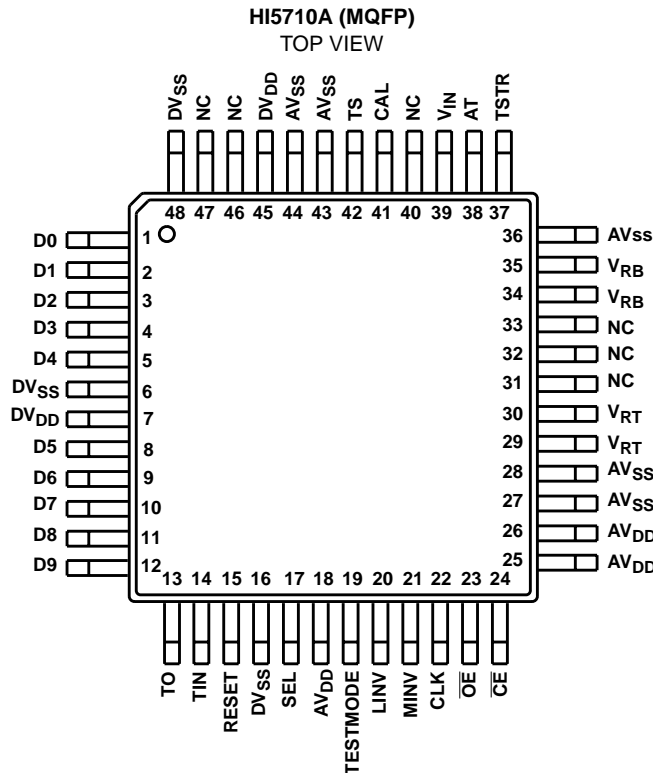 HI5710A (MQFP)
TOP VIEW
DVSS NC NC DVDD AVSS AVSS TS CAL NC VIN AT TSTR
48 47 46 45 44 43 42 41 40 39 38 37
D0 1 36 AVss
D1 2 35 VRB
D2 3 34 VRB
D3 4 33 NC
D4 5 32 NC
DVSS 6 31 NC
DVDD 7 30 VRT
D5 8 29 VRT
D6 9 28 AVSS
D7 10 27 AVSS
D8 11 26 AVDD
D9 12 25 AVDD
13 14 15 16 17 18 19 20 21 22 23 24
TO TIN RESET DVSS SEL AVDD TESTMODE LINV MINV CLK OE CE